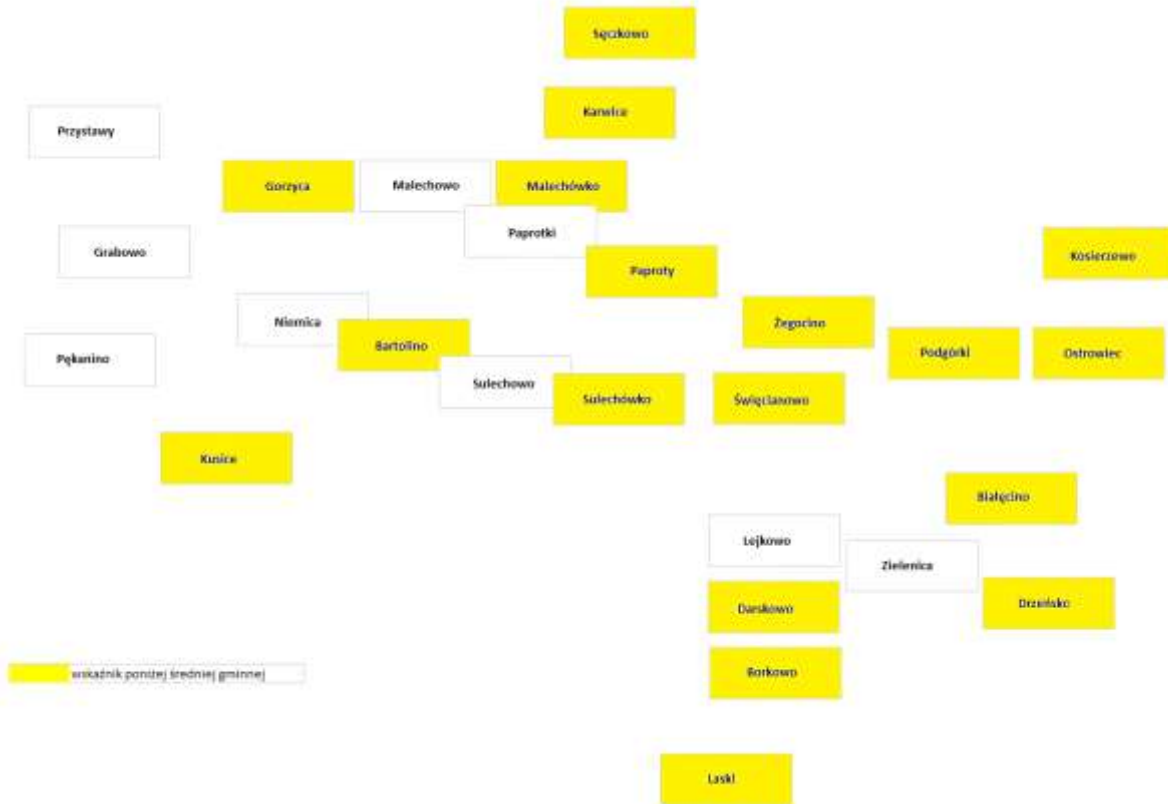 Sęczkowo
Karwice
Przystawy
Gorzyca
Malechowo
Malechówko
Paprotki
Grabowo
Paproty
Kosierzewo
Niemica
Żegocino
Bartolino
Podgórki
Ostrowiec
Pękanino
Sulechowo
Sulechówko
Święcianowo
Kusice
Białęcino
Lejkowo
Zielenica
Darskowo
Drzeńsko
wskaźnik poniżej średniej gminnej
Borkowo
Laski